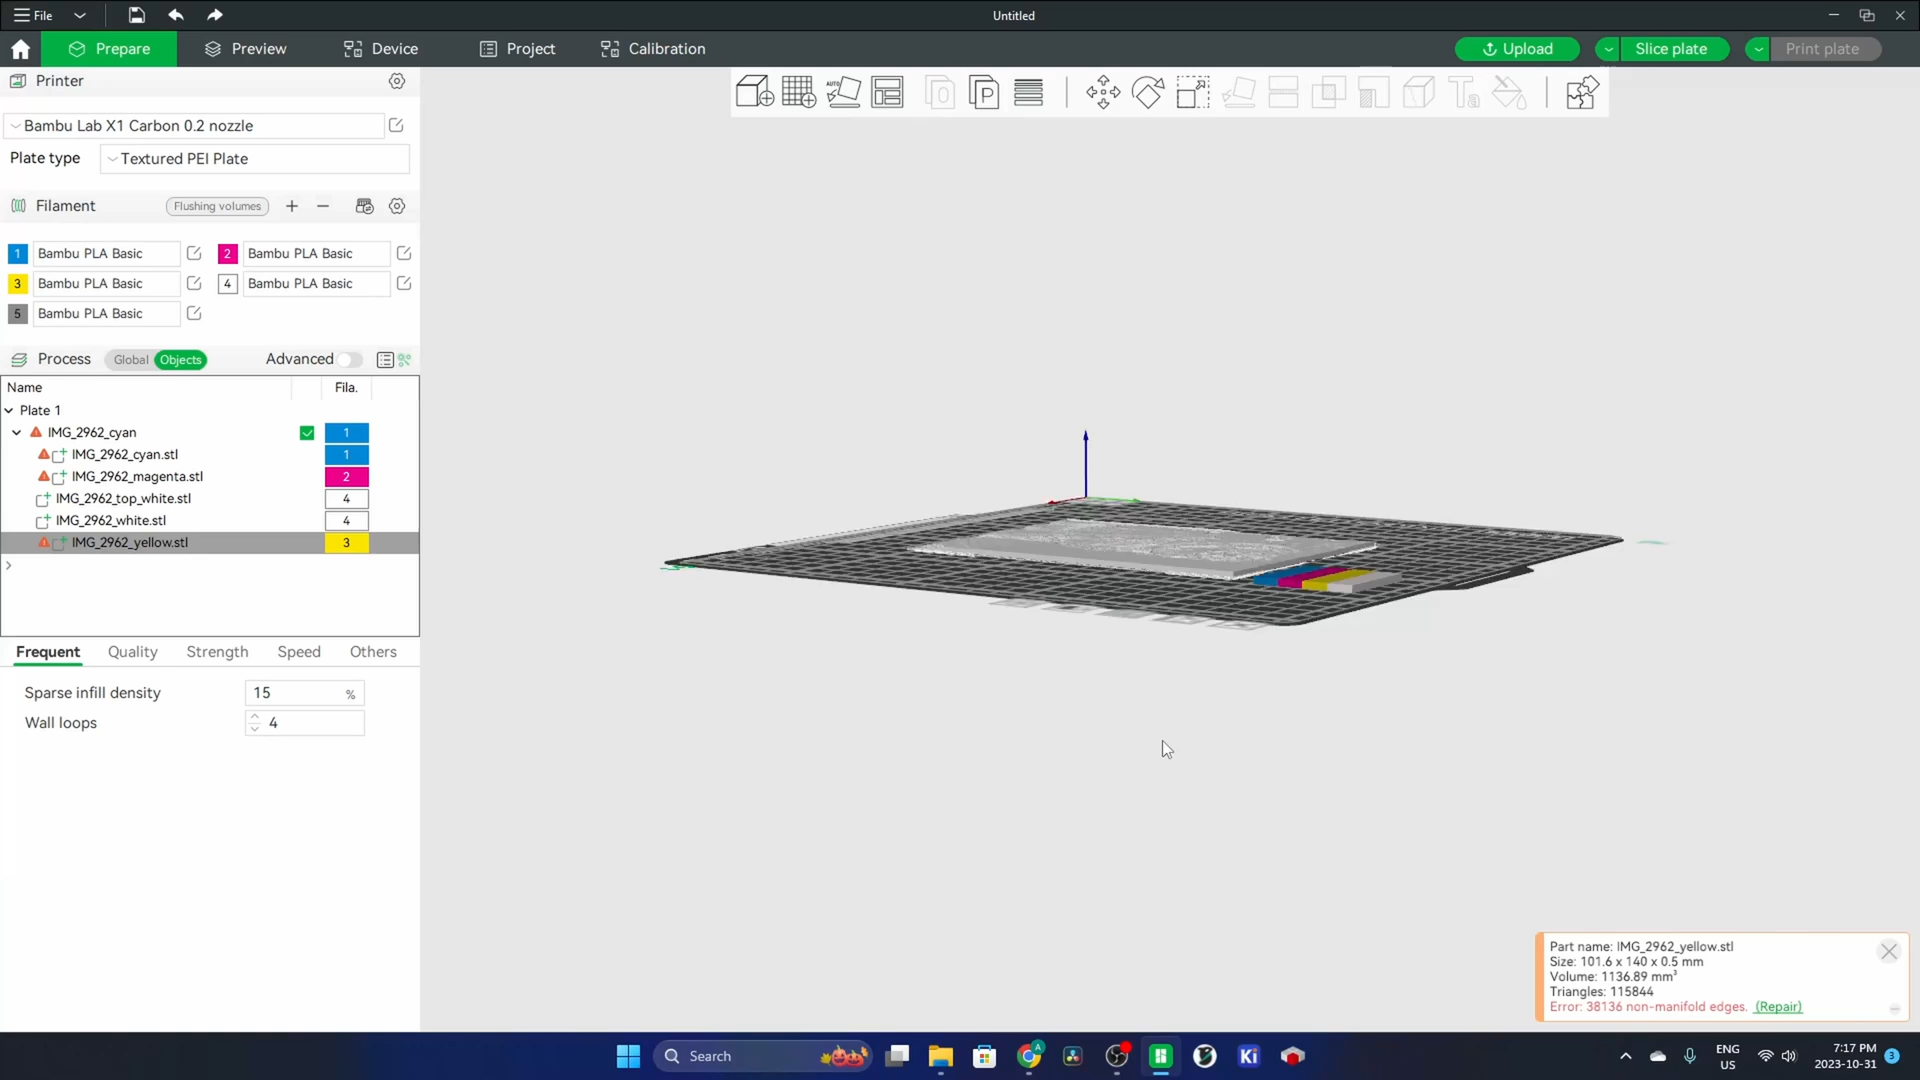 File
Untitled
Prepare
Preview
Device
Project
Calibration
Upload
Slice plate
Print plate
Printer
Bambu Lab X1 Carbon 0.2 nozzle
Plate type
Textured PEI Plate
Filament
Flushing volumes
1 Bambu PLA Basic
2 Bambu PLA Basic
3 Bambu PLA Basic
4 Bambu PLA Basic
5 Bambu PLA Basic
Process
Global
Objects
Advanced
Name
Fila.
Plate 1
IMG_2962_cyan 1
IMG_2962_cyan.stl 1
IMG_2962_magenta.stl 2
IMG_2962_top_white.stl 4
IMG_2962_white.stl 4
IMG_2962_yellow.stl 3
Frequent
Quality
Strength
Speed
Others
Sparse infill density 15 %
Wall loops 4
AUTO
0
P
Ta
Part name: IMG_2962_yellow.stl
Size: 101.6 x 140 x 0.5 mm
Volume: 1136.89 mm³
Triangles: 115844
Error: 38136 non-manifold edges. (Repair)
Search
A
Ki
ENG
US
7:17 PM
2023-10-31
3